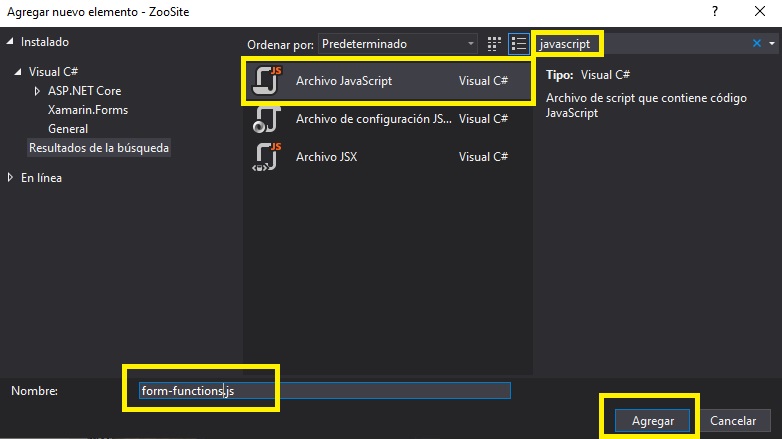 Agregar nuevo elemento - ZooSite
? ×
Instalado
Ordenar por: Predeterminado
javascript
Visual C#
ASP.NET Core
Xamarin.Forms
General
Resultados de la búsqueda
En línea
JS Archivo JavaScript Visual C#
Archivo de configuración JS... Visual C#
JS Archivo JSX Visual C#
Tipo: Visual C#
Archivo de script que contiene código
JavaScript
Nombre: form-functions.js
Agregar Cancelar